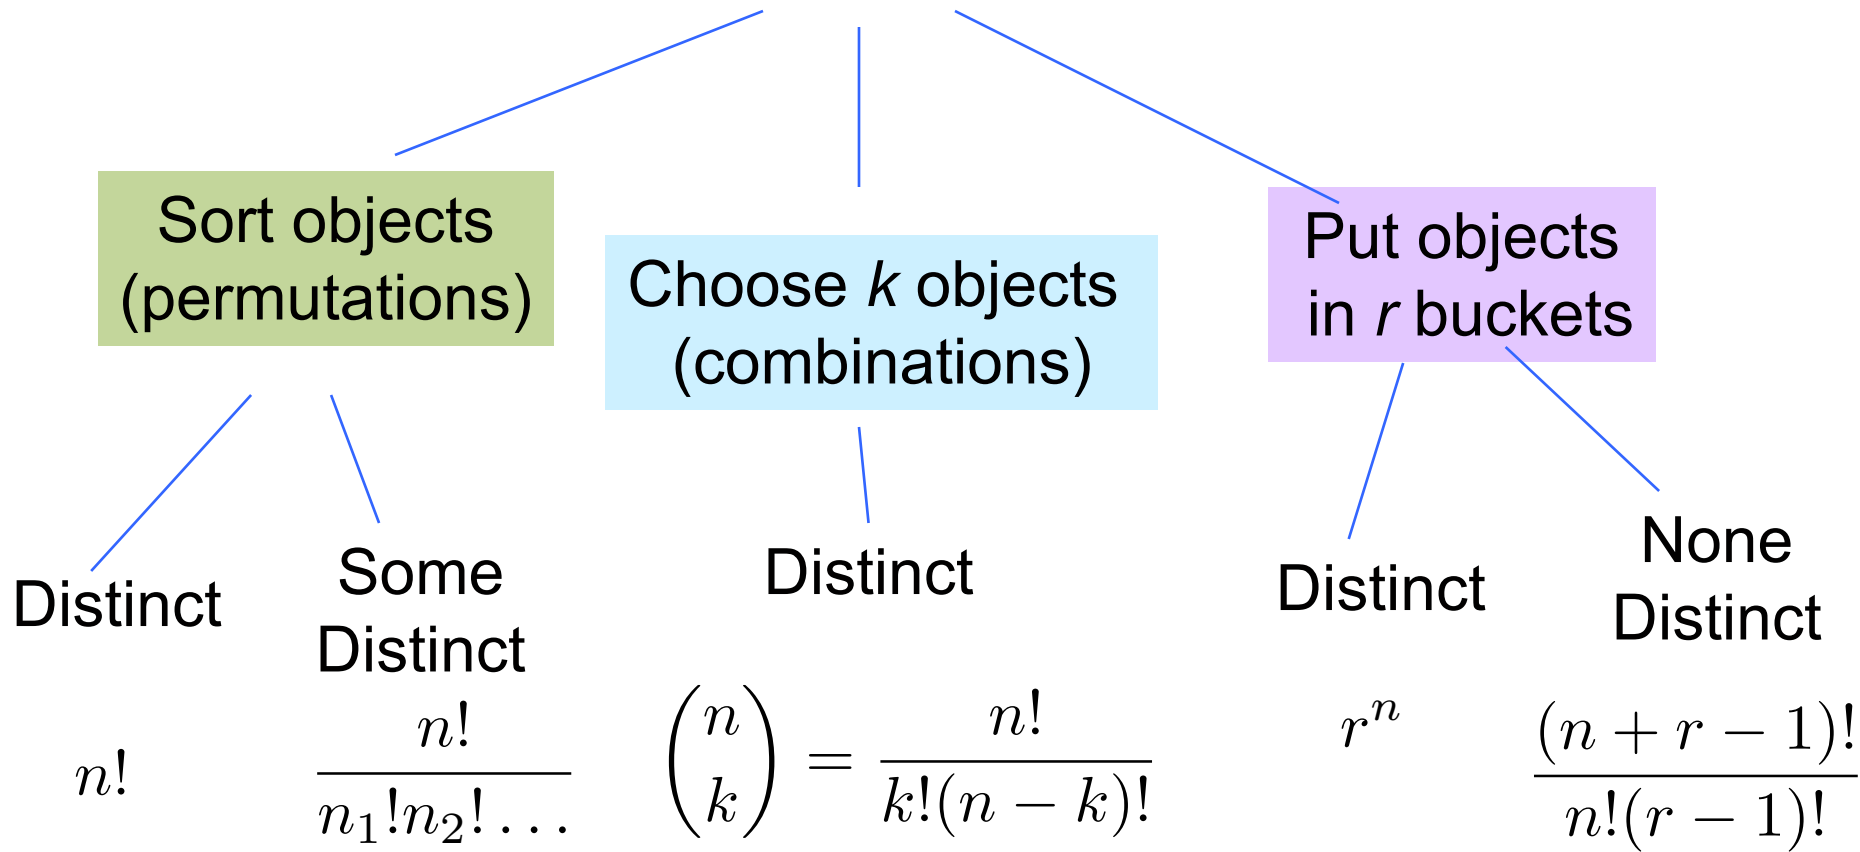 Sort objects
(permutations)
Choose k objects
(combinations)
Put objects
in r buckets
Distinct
Some
Distinct
Distinct
Distinct
None
Distinct
n!
n!
n₁!n₂!...
(n k) = n! / k!(n − k)!
rⁿ
(n + r − 1)!
n!(r − 1)!